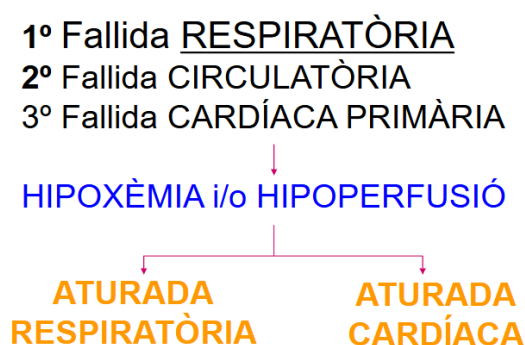 1º Fallida RESPIRATÒRIA
2º Fallida CIRCULATÒRIA
3º Fallida CARDÍACA PRIMÀRIA
HIPOXÈMIA i/o HIPOPERFUSIÓ
ATURADA
RESPIRATÒRIA
ATURADA
CARDÍACA